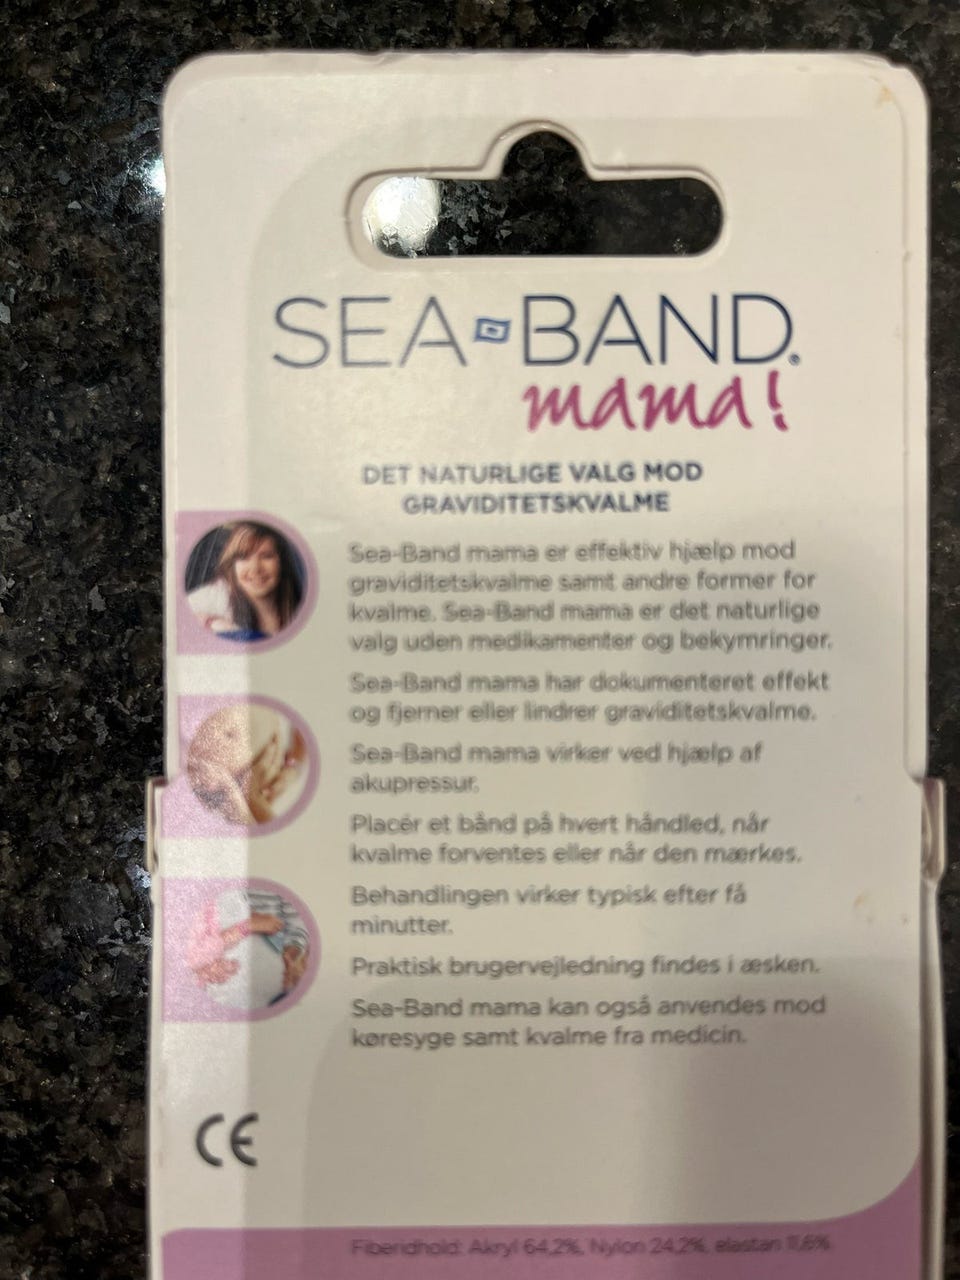 SEA-BAND®
mama!
DET NATURLIGE VALG MOD
GRAVIDITETSKVALME
Sea-Band mama er effektiv hjælp mod
graviditetskvalme samt andre former for
kvalme. Sea-Band mama er det naturlige
valg uden medikamenter og bekymringer.
Sea-Band mama har dokumenteret effekt
og fjerner eller lindrer graviditetskvalme.
Sea-Band mama virker ved hjælp af
akupressur.
Placér et bånd på hvert håndled, når
kvalme forventes eller når den mærkes.
Behandlingen virker typisk efter få
minutter.
Praktisk brugervejledning findes i æsken.
Sea-Band mama kan også anvendes mod
køresyge samt kvalme fra medicin.
CE
Fiberidhold: Akryl 64,2%, Nylon 24,2%, elastan 11,6%